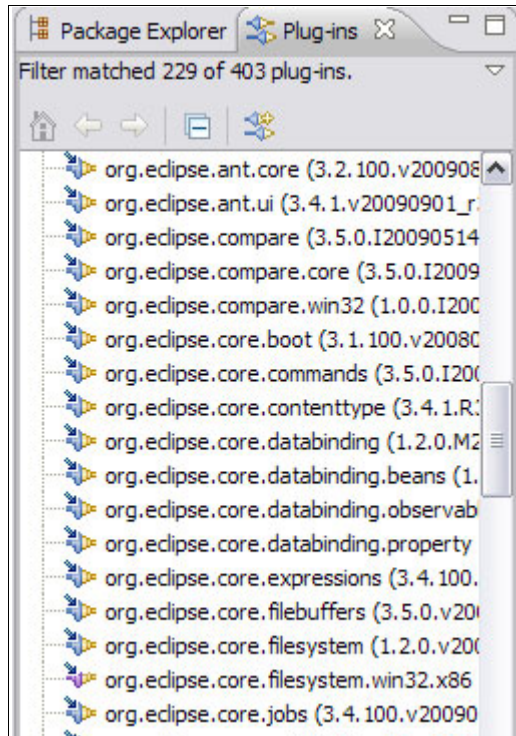 Package Explorer Plug-ins
Filter matched 229 of 403 plug-ins.
org.eclipse.ant.core (3.2.100.v200908
org.eclipse.ant.ui (3.4.1.v20090901_r
org.eclipse.compare (3.5.0.I20090514
org.eclipse.compare.core (3.5.0.I2009
org.eclipse.compare.win32 (1.0.0.I200
org.eclipse.core.boot (3.1.100.v20080
org.eclipse.core.commands (3.5.0.I200
org.eclipse.core.contenttype (3.4.1.R3
org.eclipse.core.databinding (1.2.0.M2
org.eclipse.core.databinding.beans (1.
org.eclipse.core.databinding.observabl
org.eclipse.core.databinding.property
org.eclipse.core.expressions (3.4.100.
org.eclipse.core.filebuffers (3.5.0.v200
org.eclipse.core.filesystem (1.2.0.v200
org.eclipse.core.filesystem.win32.x86
org.eclipse.core.jobs (3.4.100.v20090